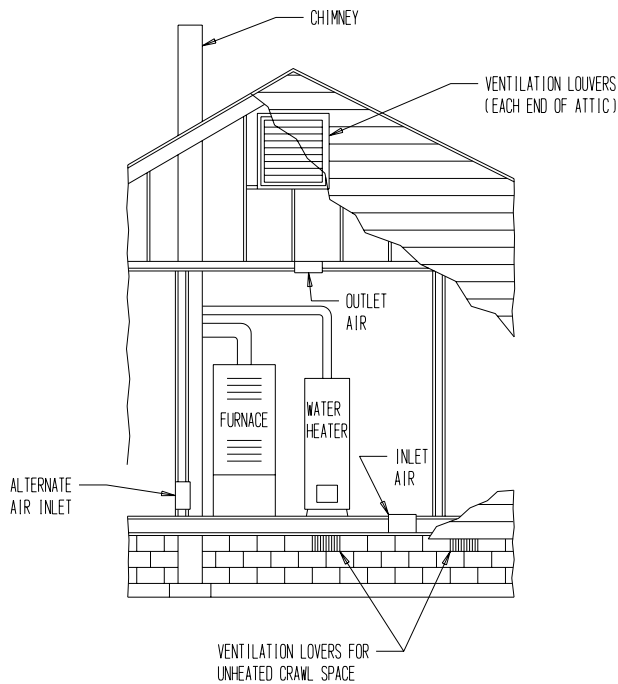 CHIMNEY
VENTILATION LOUVERS
(EACH END OF ATTIC)
OUTLET
AIR
FURNACE
WATER
HEATER
INLET
AIR
ALTERNATE
AIR INLET
VENTILATION LOVERS FOR
UNHEATED CRAWL SPACE